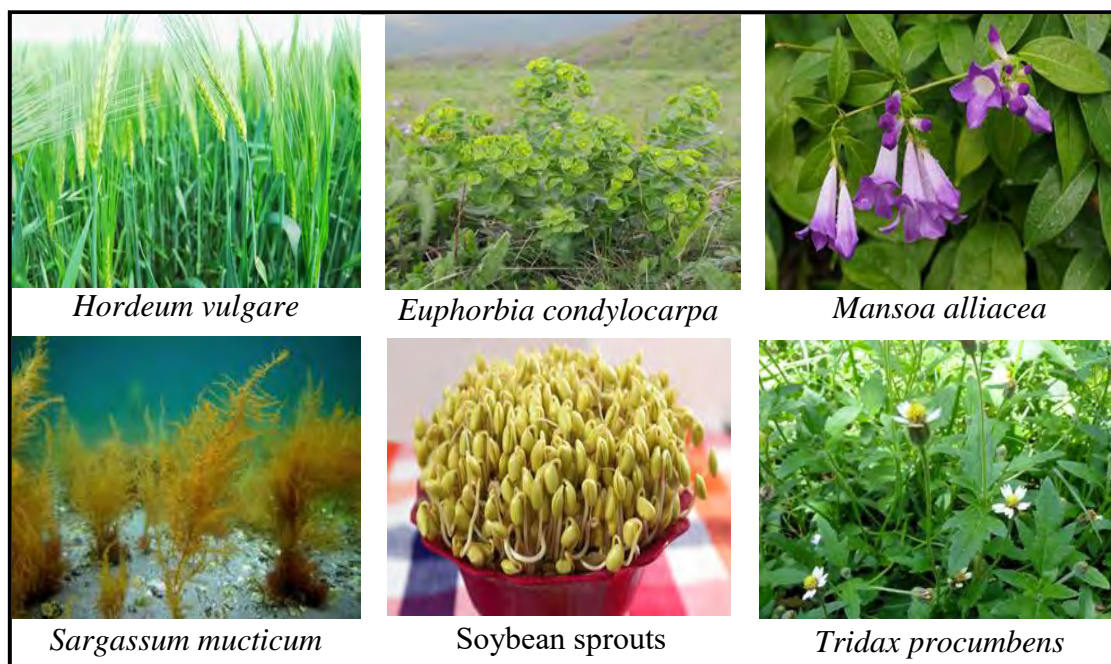 Hordeum vulgare
Euphorbia condylocarpa
Mansoa alliacea
Sargassum mucticum
Soybean sprouts
Tridax procumbens